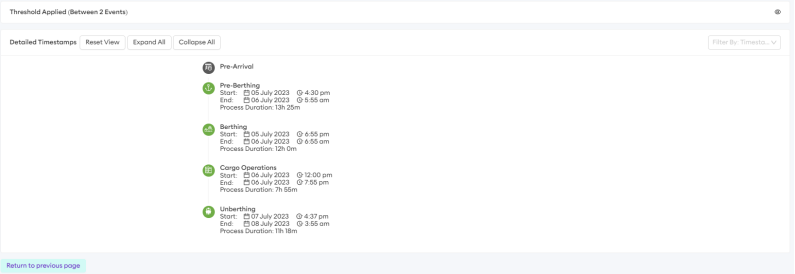 Threshold Applied (Between 2 Events)
Detailed Timestamps Reset View Expand All Collapse All Filter By: Timesta...
Pre-Arrival
Pre-Berthing
Start: 05 July 2023 4:30 pm
End: 06 July 2023 5:55 am
Process Duration: 13h 25m
Berthing
Start: 05 July 2023 6:55 pm
End: 06 July 2023 6:55 am
Process Duration: 12h 0m
Cargo Operations
Start: 06 July 2023 12:00 pm
End: 06 July 2023 7:55 pm
Process Duration: 7h 55m
Unberthing
Start: 07 July 2023 4:37 pm
End: 08 July 2023 3:55 am
Process Duration: 11h 18m
Return to previous page